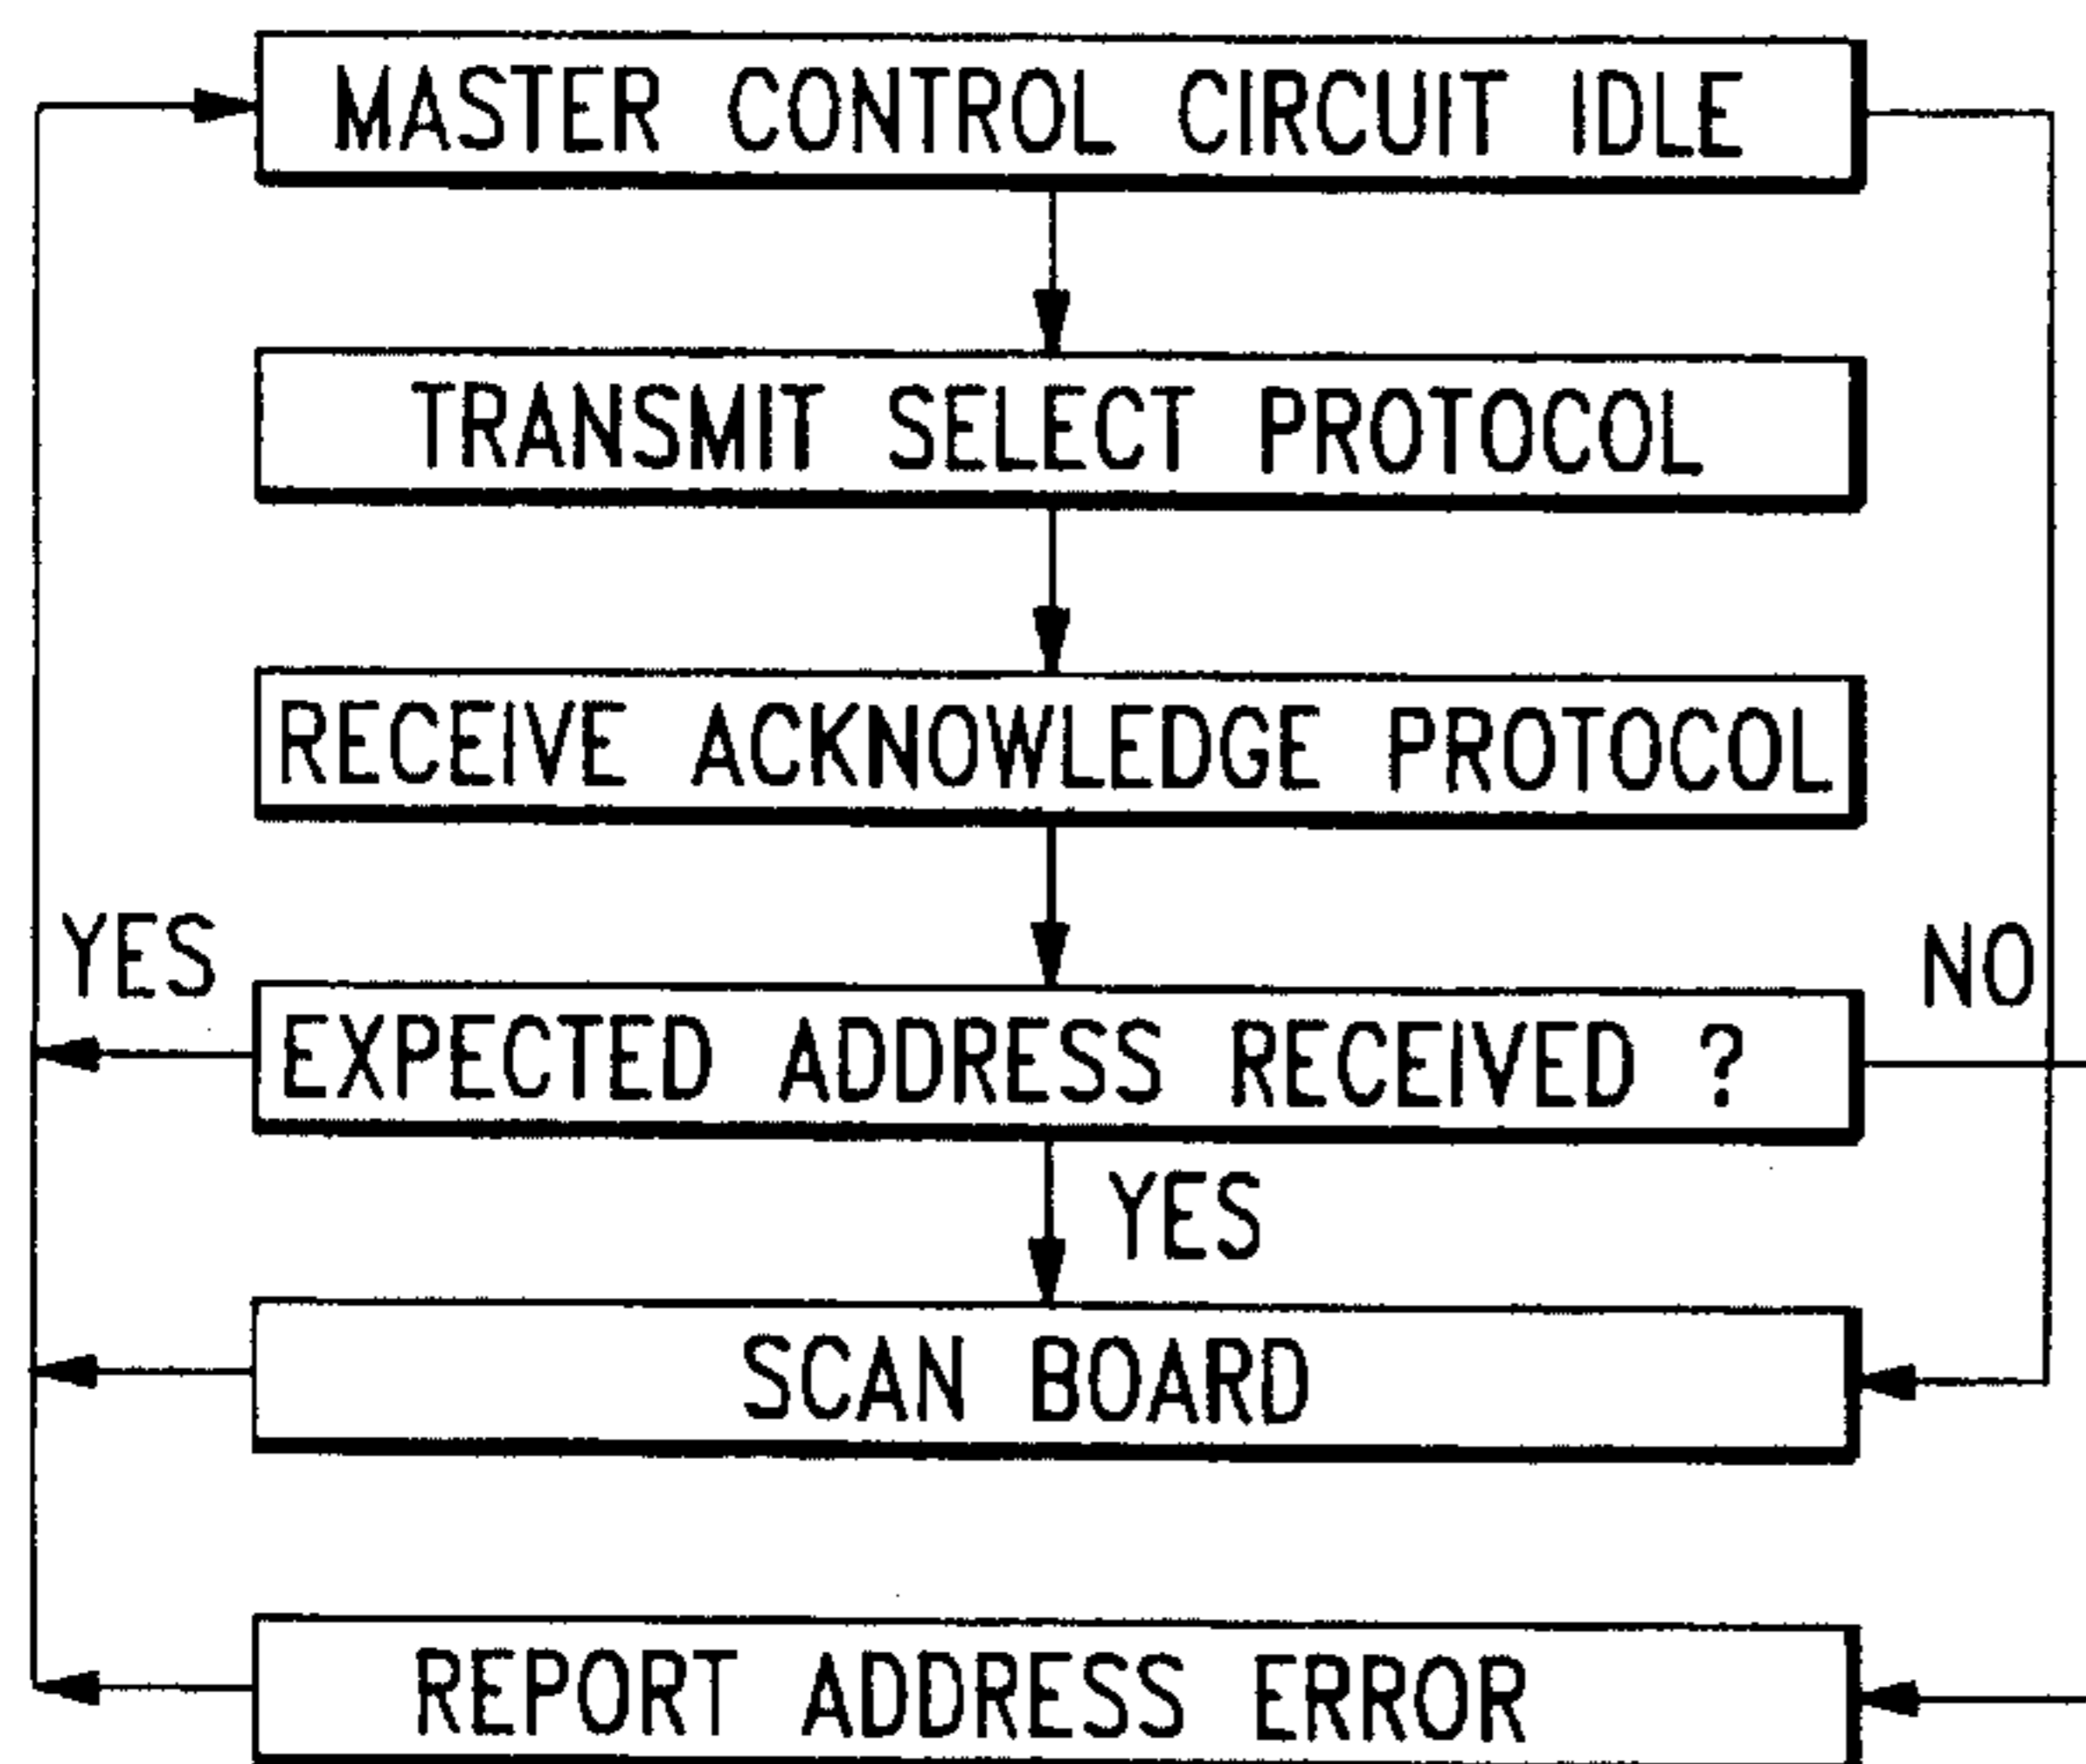 MASTER CONTROL CIRCUIT IDLE
TRANSMIT SELECT PROTOCOL
RECEIVE ACKNOWLEDGE PROTOCOL
YES
NO
EXPECTED ADDRESS RECEIVED ?
YES
SCAN BOARD
REPORT ADDRESS ERROR